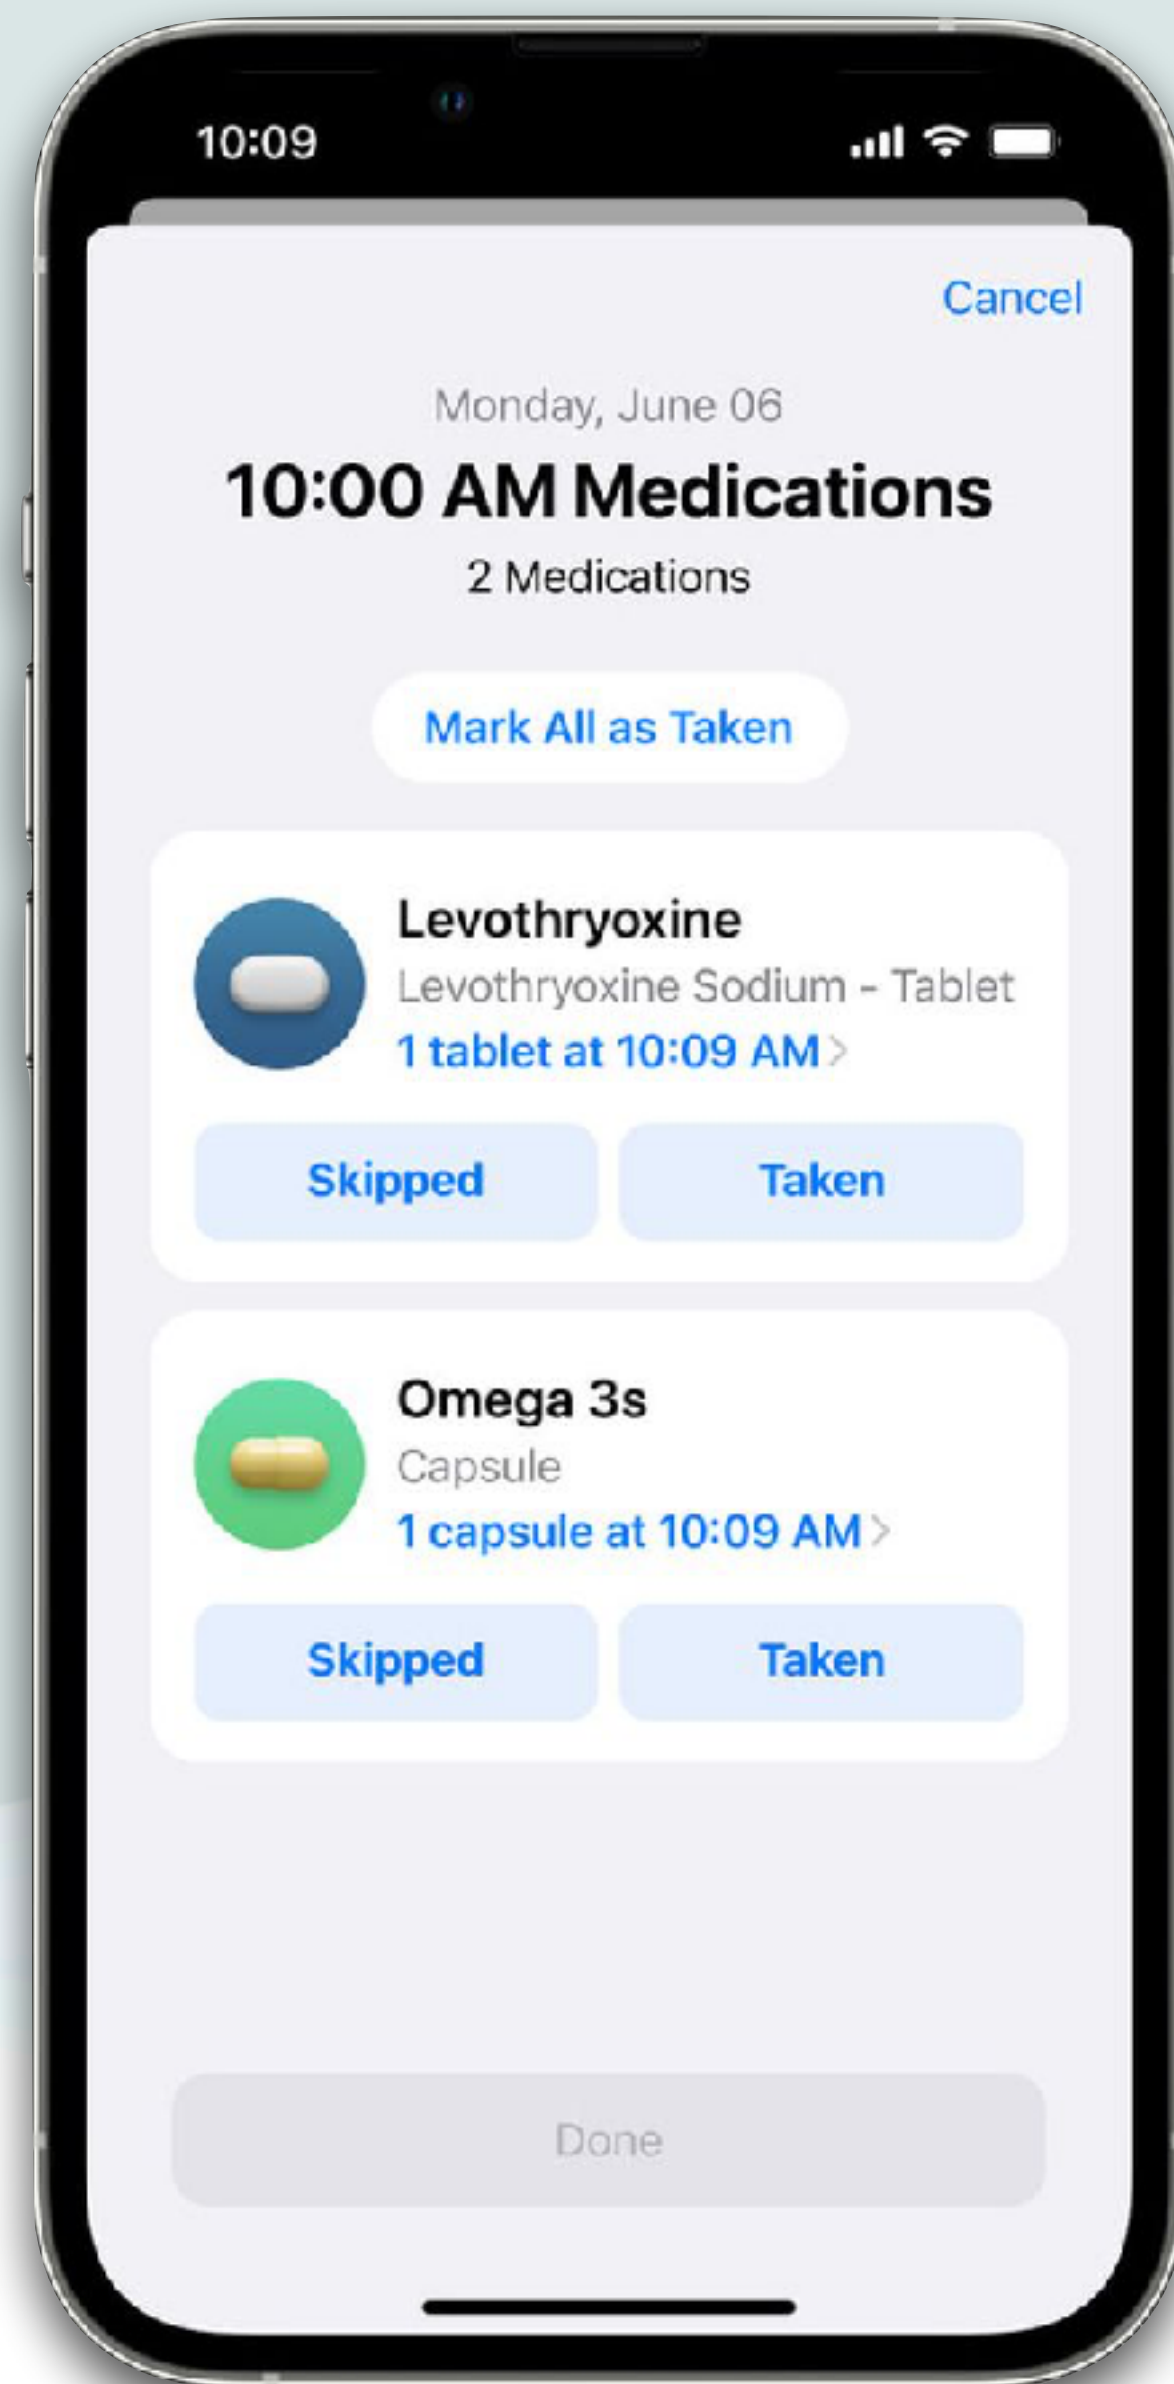 10:09
Cancel
Monday, June 06
10:00 AM Medications
2 Medications
Mark All as Taken
Levothryoxine
Levothryoxine Sodium - Tablet
1 tablet at 10:09 AM
Skipped Taken
Omega 3s
Capsule
1 capsule at 10:09 AM
Skipped Taken
Done